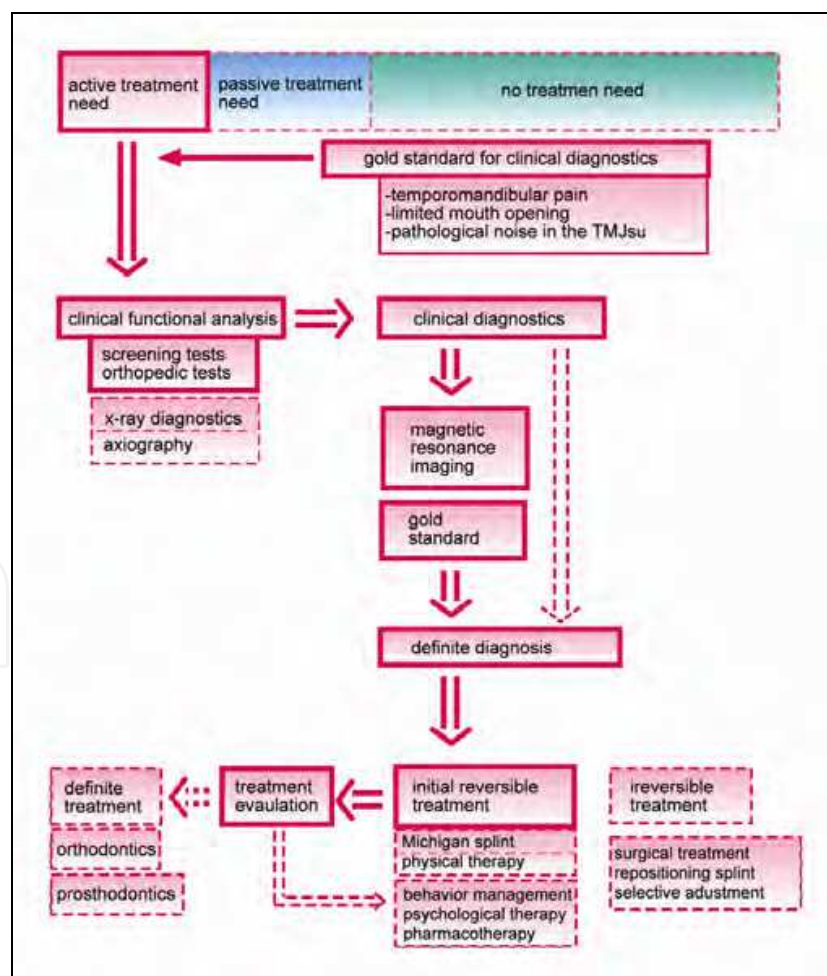 active treatment
need
passive treatment
need
no treatmen need
gold standard for clinical diagnostics
-temporomandibular pain
-limited mouth opening
-pathological noise in the TMJsu
clinical functional analysis
screening tests
orthopedic tests
x-ray diagnostics
axiography
clinical diagnostics
magnetic
resonance
imaging
gold
standard
definite diagnosis
definite
treatment
orthodontics
prosthodontics
treatment
evaulation
initial reversible
treatment
Michigan splint
physical therapy
behavior management
psychological therapy
pharmacotherapy
ireversible
treatment
surgical treatment
repositioning splint
selective adustment